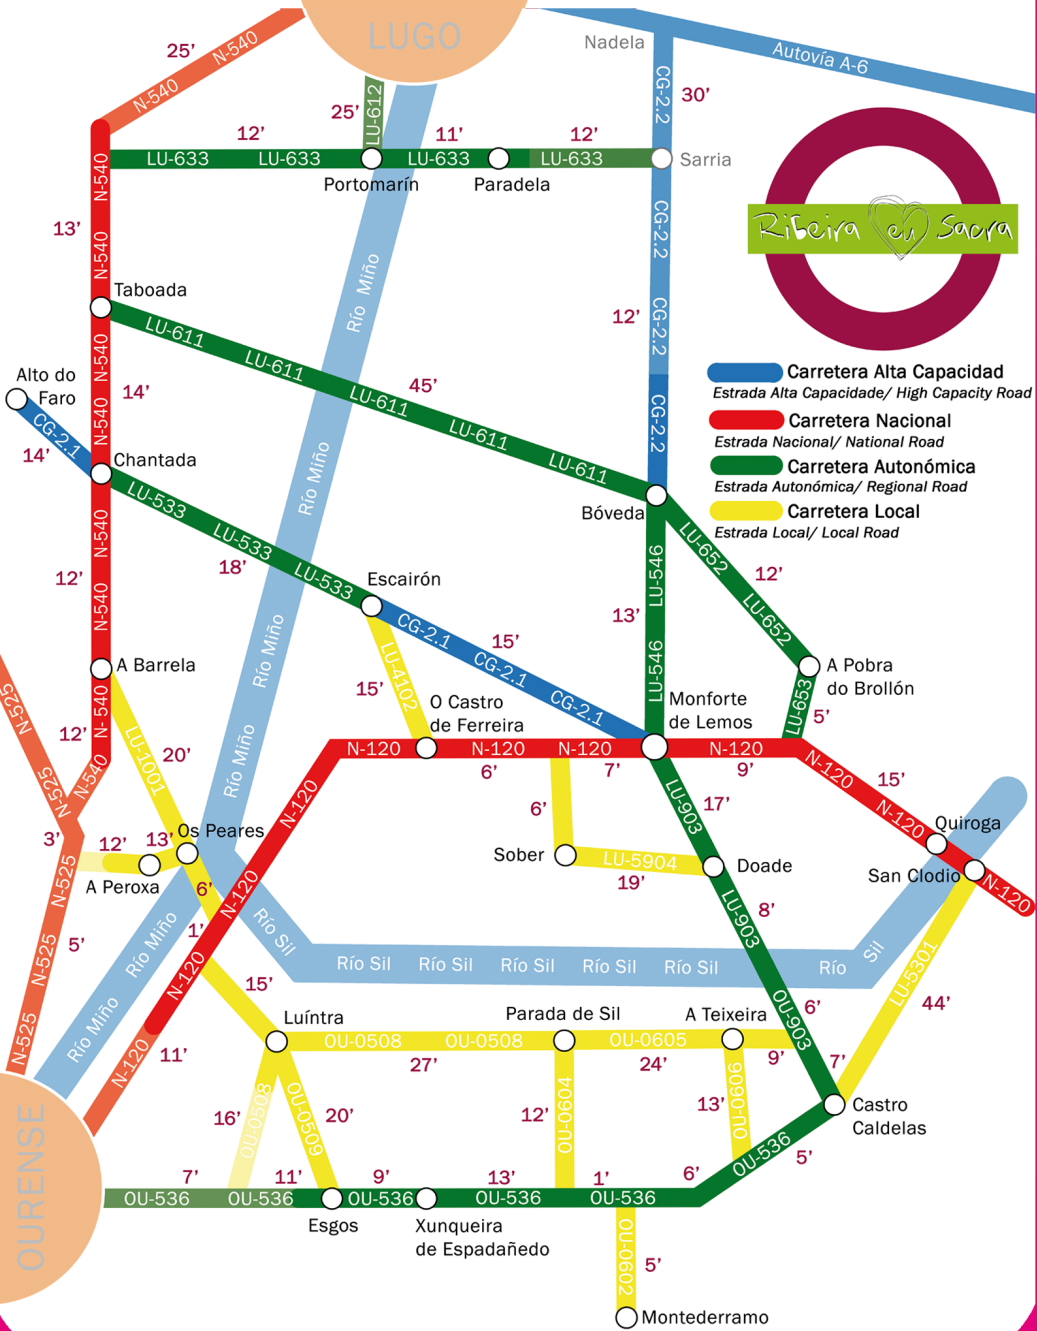 LUGO
Nadela
Autovía A-6
25’
N-540
N-540
CG-2.2
30’
25’
LU-612
12’
11’
12’
LU-633
LU-633
LU-633
LU-633
Sarria
Portomarín
Paradela
N-540
13’
N-540
CG-2.2
Ribeira eu Sacra
Río Miño
Taboada
LU-611
LU-611
LU-611
LU-611
LU-611
45’
12’
CG-2.2
CG-2.2
N-540
14’
N-540
Alto do
Faro
CG-2.1
14’
Chantada
Carretera Alta Capacidad
Estrada Alta Capacidade/ High Capacity Road
Carretera Nacional
Estrada Nacional/ National Road
Carretera Autonómica
Estrada Autonómica/ Regional Road
Carretera Local
Estrada Local/ Local Road
Río Miño
Bóveda
LU-533
LU-533
LU-533
18’
N-540
12’
N-540
Escairón
LU-546
13’
LU-546
LU-652
12’
LU-652
CG-2.1
15’
CG-2.1
CG-2.1
LU-4102
15’
Río Miño
A Barrela
A Pobra
do Brollón
LU-653
5’
Monforte
de Lemos
O Castro
de Ferreira
N-525
N-525
N-525
N-540
12’
N-540
LU-1001
20’
Río Miño
N-120
N-120
N-120
N-120
6’
7’
9’
N-120
15’
N-120
N-120
6’
LU-903
17’
Quiroga
San Clodio
N-120
Os Peares
3’
12’
13’
A Peroxa
6’
Sober
LU-5904
19’
Doade
N-525
N-120
1’
LU-903
8’
5’
N-525
Río Miño
N-120
Río Sil
Río Sil
Río Sil
Río Sil
Río Sil
Río Sil
Río
Sil
LU-5301
44’
15’
Río Miño
N-525
N-120
11’
Luíntra
Parada de Sil
A Teixeira
OU-903
6’
OU-0508
OU-0508
OU-0605
27’
24’
9’
7’
16’
OU-0508
OU-0509
20’
12’
OU-0604
13’
OU-0606
Castro
Caldelas
OURENSE
7’
11’
9’
13’
1’
6’
OU-536
5’
OU-536
OU-536
OU-536
OU-536
OU-536
Esgos
Xunqueira
de Espadañedo
OU-0602
5’
Montederramo